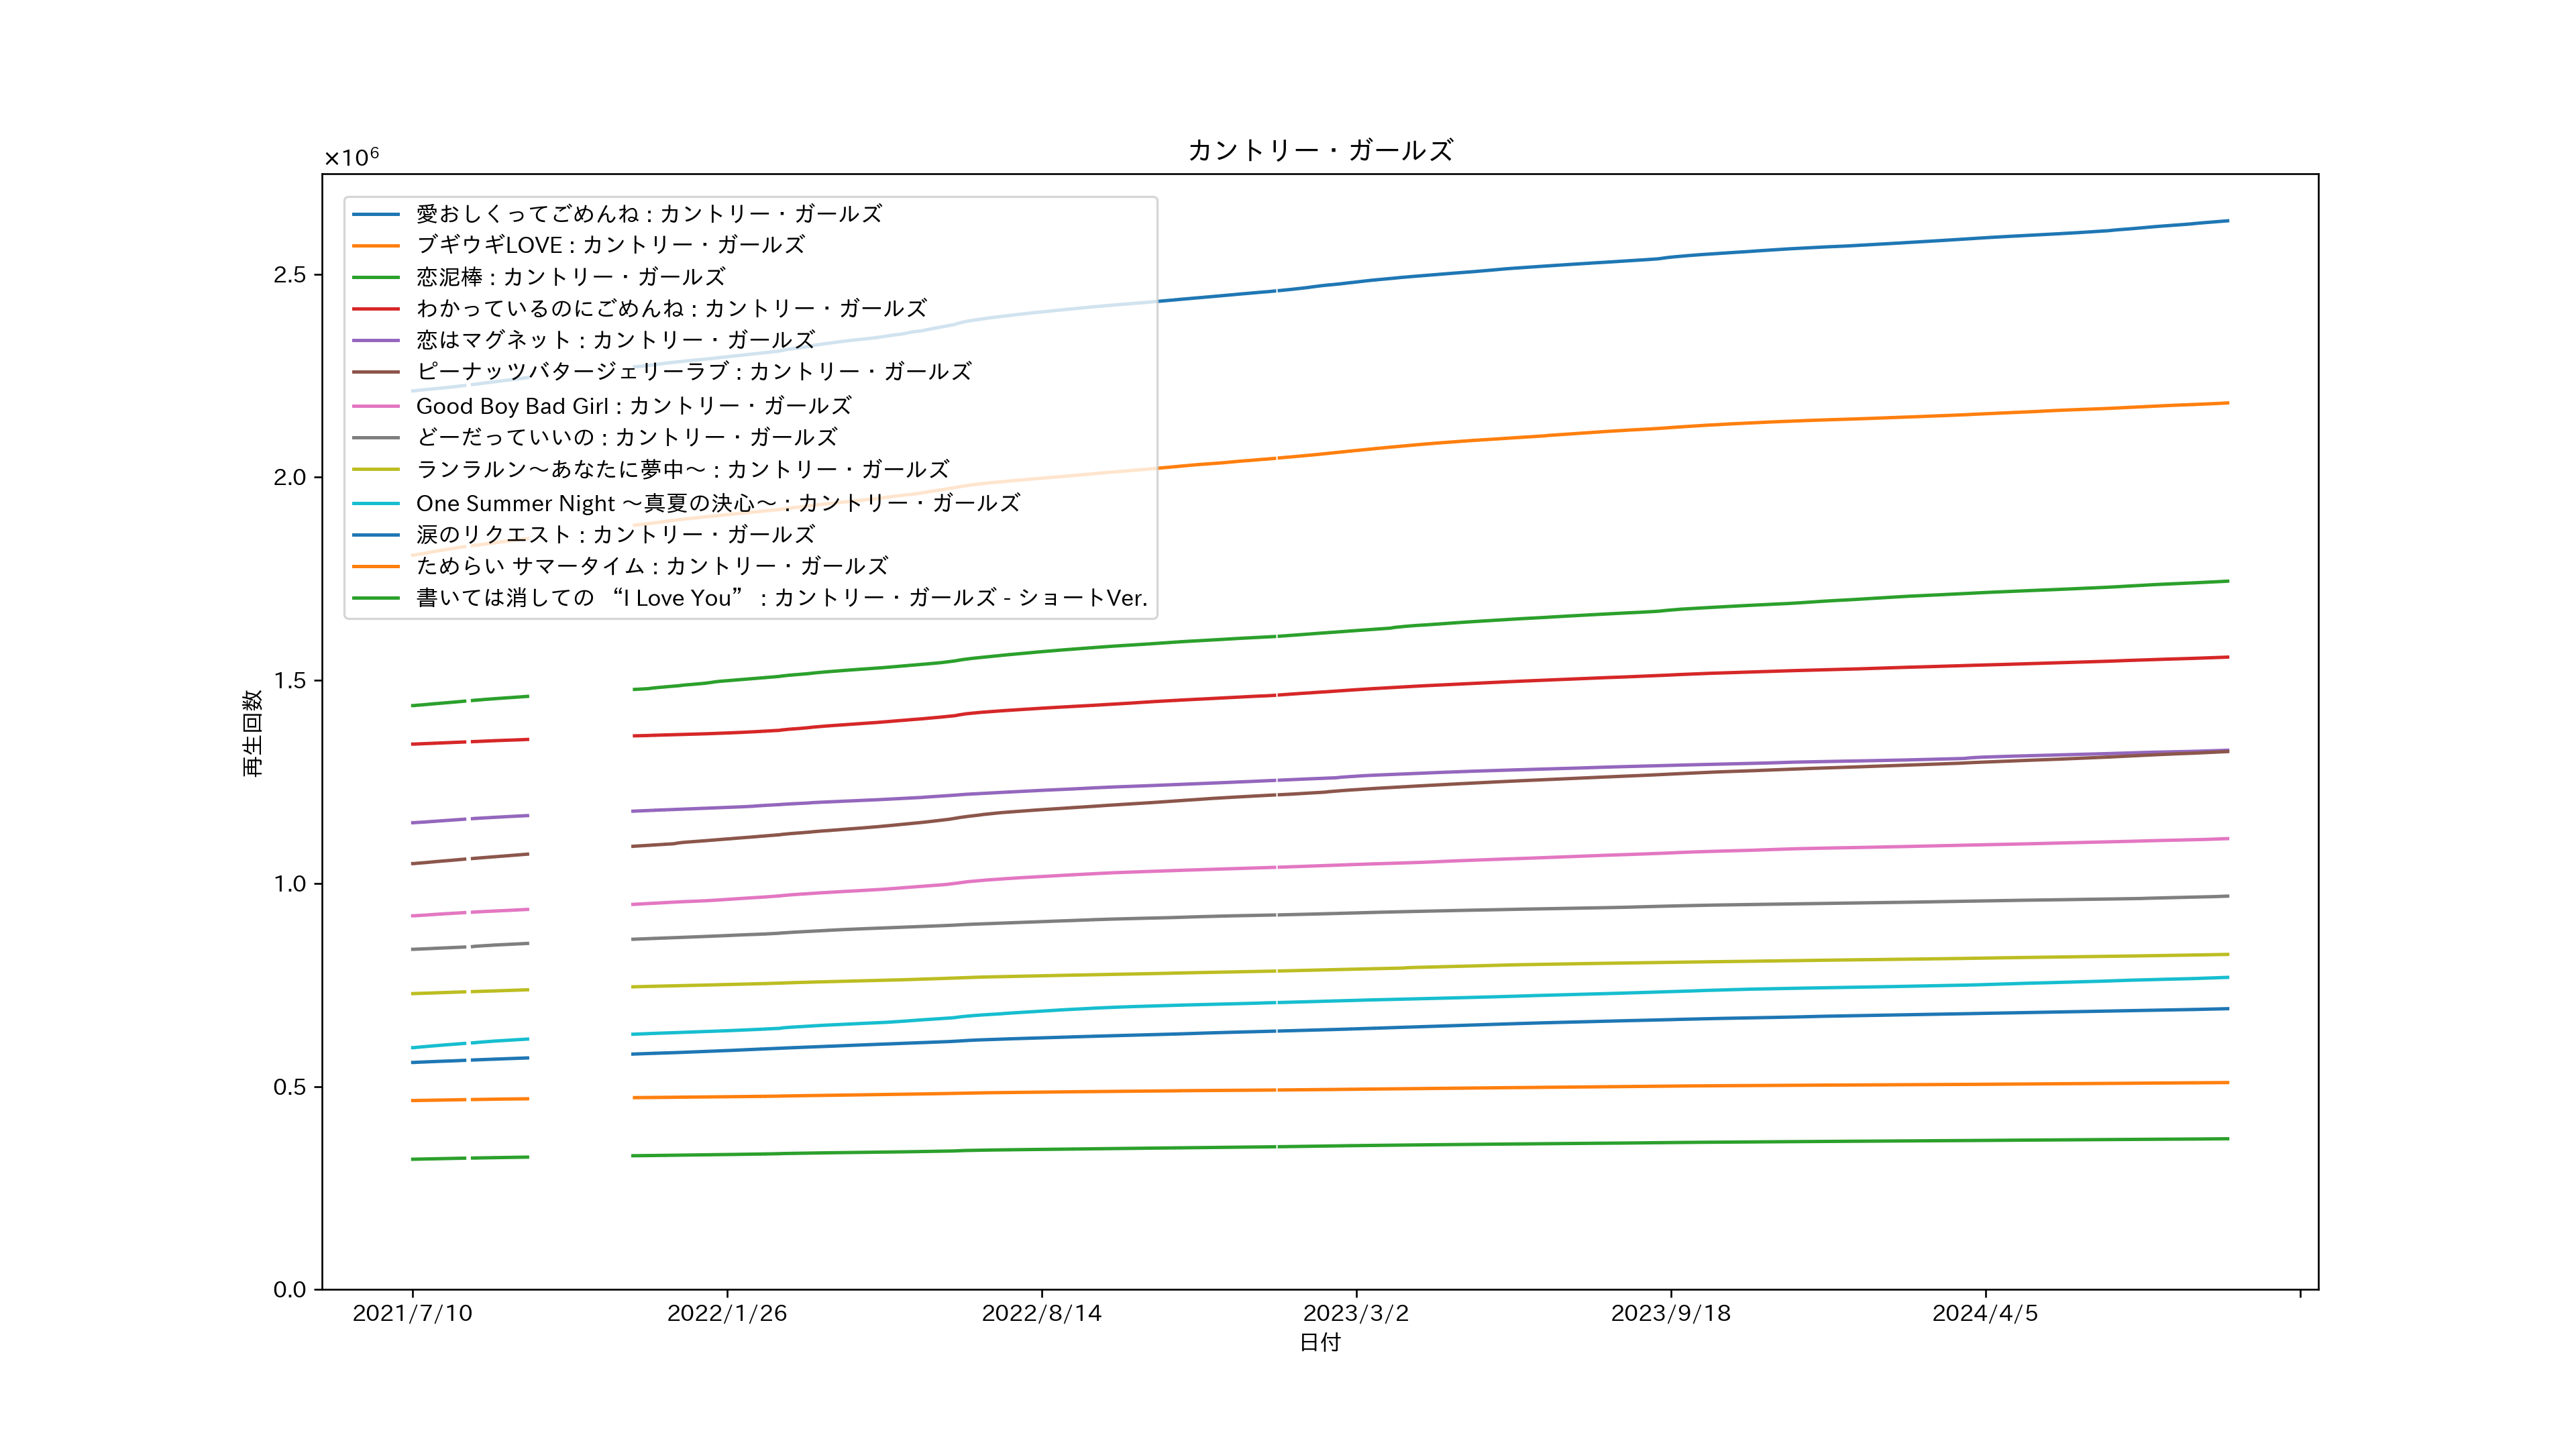 カントリー・ガールズ
×10⁶
愛おしくってごめんね : カントリー・ガールズ
ブギウギLOVE : カントリー・ガールズ
恋泥棒 : カントリー・ガールズ
わかっているのにごめんね : カントリー・ガールズ
恋はマグネット : カントリー・ガールズ
ピーナッツバタージェリーラブ : カントリー・ガールズ
Good Boy Bad Girl : カントリー・ガールズ
どーだっていいの : カントリー・ガールズ
ランラルン～あなたに夢中～ : カントリー・ガールズ
One Summer Night ～真夏の決心～ : カントリー・ガールズ
涙のリクエスト : カントリー・ガールズ
ためらい サマータイム : カントリー・ガールズ
書いては消しての “I Love You” : カントリー・ガールズ - ショートVer.
2.5
2.0
1.5
1.0
0.5
0.0
再生回数
2021/7/10 2022/1/26 2022/8/14 2023/3/2 2023/9/18 2024/4/5
日付